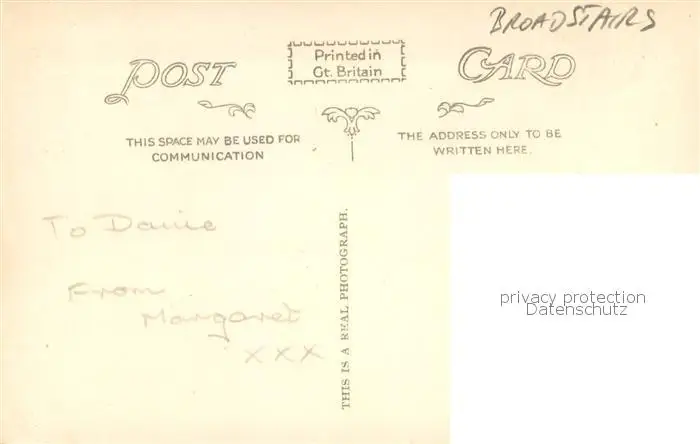 BROADSTAIRS
POST CARD
Printed in
Gt. Britain
THIS SPACE MAY BE USED FOR
COMMUNICATION
THE ADDRESS ONLY TO BE
WRITTEN HERE.
To
From
Margaret
xxx
THIS IS A REAL PHOTOGRAPH.
privacy protection
Datenschutz